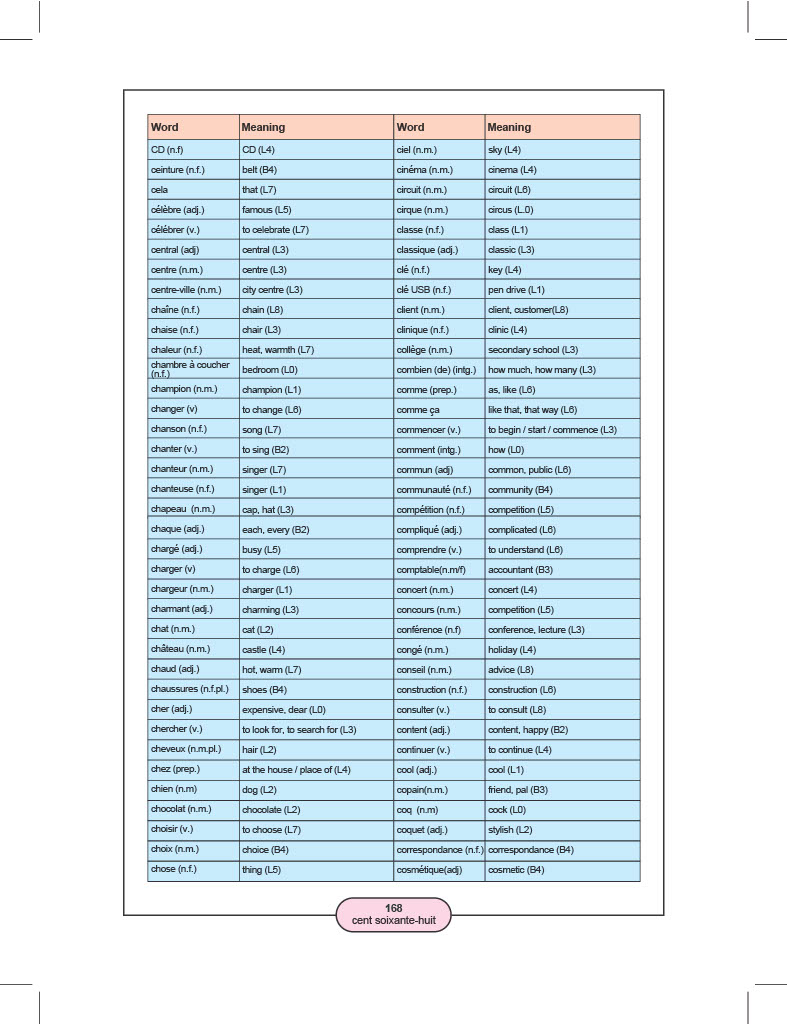 Word Meaning Word Meaning
CD (n.f) CD (L4) ciel (n.m.) sky (L4)
ceinture (n.f.) belt (B4) cinéma (n.m.) cinema (L4)
cela that (L7) circuit (n.m.) circuit (L6)
célèbre (adj.) famous (L5) cirque (n.m.) circus (L.0)
célébrer (v.) to celebrate (L7) classe (n.f.) class (L1)
central (adj) central (L3) classique (adj.) classic (L3)
centre (n.m.) centre (L3) clé (n.f.) key (L4)
centre-ville (n.m.) city centre (L3) clé USB (n.f.) pen drive (L1)
chaîne (n.f.) chain (L8) client (n.m.) client, customer(L8)
chaise (n.f.) chair (L3) clinique (n.f.) clinic (L4)
chaleur (n.f.) heat, warmth (L7) collège (n.m.) secondary school (L3)
chambre à coucher
(n.f.) bedroom (L0) combien (de) (intg.) how much, how many (L3)
champion (n.m.) champion (L1) comme (prep.) as, like (L6)
changer (v) to change (L6) comme ça like that, that way (L6)
chanson (n.f.) song (L7) commencer (v.) to begin / start / commence (L3)
chanter (v.) to sing (B2) comment (intg.) how (L0)
chanteur (n.m.) singer (L7) commun (adj) common, public (L6)
chanteuse (n.f.) singer (L1) communauté (n.f.) community (B4)
chapeau (n.m.) cap, hat (L3) compétition (n.f.) competition (L5)
chaque (adj.) each, every (B2) compliqué (adj.) complicated (L6)
chargé (adj.) busy (L5) comprendre (v.) to understand (L6)
charger (v) to charge (L6) comptable(n.m/f) accountant (B3)
chargeur (n.m.) charger (L1) concert (n.m.) concert (L4)
charmant (adj.) charming (L3) concours (n.m.) competition (L5)
chat (n.m.) cat (L2) conférence (n.f) conference, lecture (L3)
château (n.m.) castle (L4) congé (n.m.) holiday (L4)
chaud (adj.) hot, warm (L7) conseil (n.m.) advice (L8)
chaussures (n.f.pl.) shoes (B4) construction (n.f.) construction (L6)
cher (adj.) expensive, dear (L0) consulter (v.) to consult (L8)
chercher (v.) to look for, to search for (L3) content (adj.) content, happy (B2)
cheveux (n.m.pl.) hair (L2) continuer (v.) to continue (L4)
chez (prep.) at the house / place of (L4) cool (adj.) cool (L1)
chien (n.m) dog (L2) copain(n.m.) friend, pal (B3)
chocolat (n.m.) chocolate (L2) coq (n.m) cock (L0)
choisir (v.) to choose (L7) coquet (adj.) stylish (L2)
choix (n.m.) choice (B4) correspondance (n.f.) correspondance (B4)
chose (n.f.) thing (L5) cosmétique(adj) cosmetic (B4)
168
cent soixante-huit